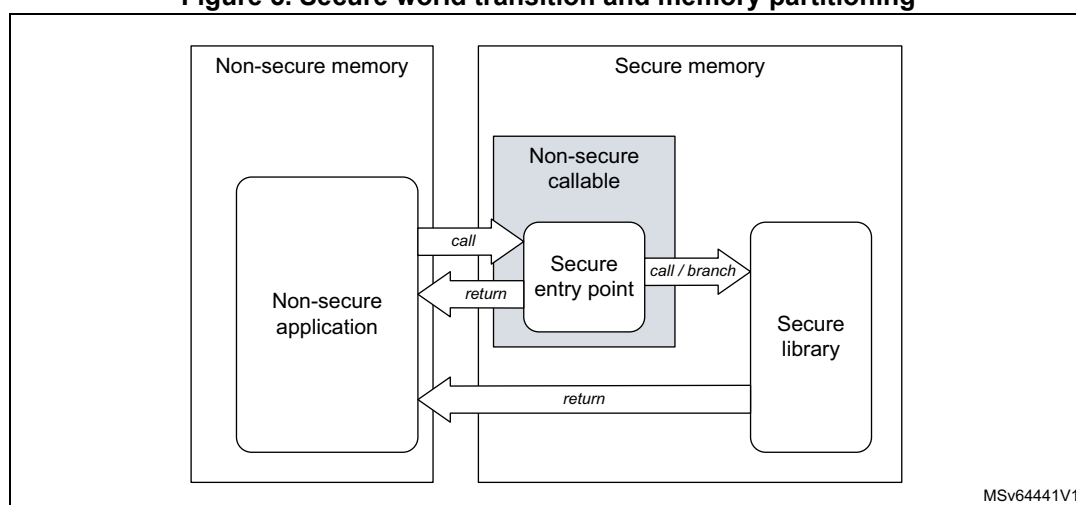 Figure Secure world transition and memory partitioning
Non-secure memory
Secure memory
Non-secure
callable
call
Secure
entry point
call / branch
return
Non-secure
application
Secure
library
return
MSv64441V1